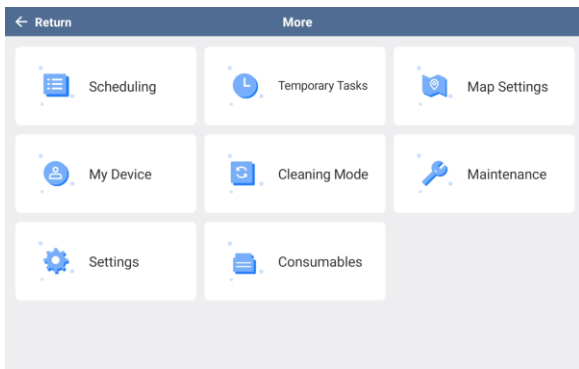 ← Return
More
Scheduling
Temporary Tasks
Map Settings
My Device
Cleaning Mode
Maintenance
Settings
Consumables